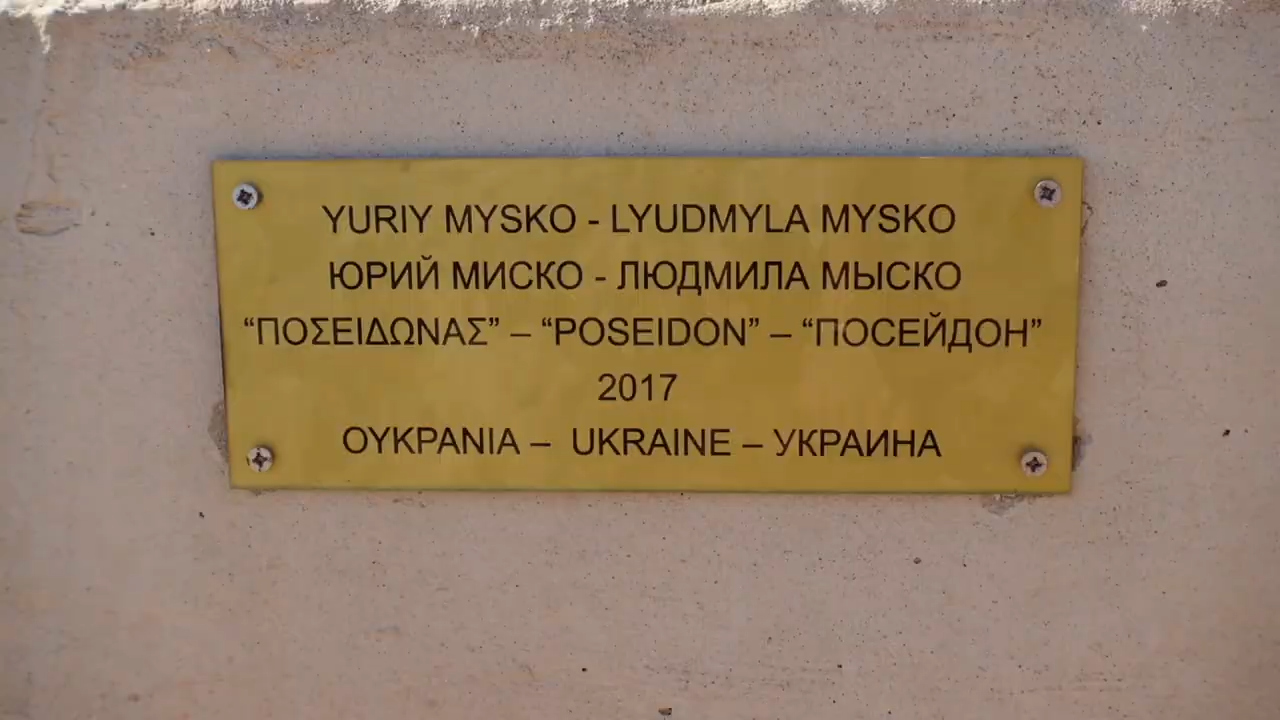 YURIY MYSKO - LYUDMYLA MYSKO
ЮРИЙ МИСКО - ЛЮДМИЛА МЫСКО
“ΠΟΣΕΙΔΩΝΑΣ” – “POSEIDON” – “ПОСЕЙДОН”
2017
ΟΥΚΡΑΝΙΑ – UKRAINE – УКРАИНА